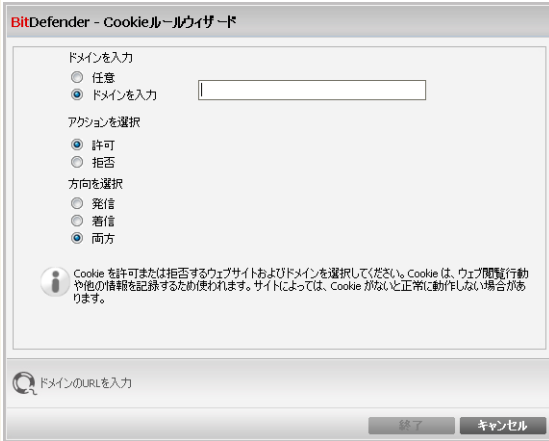 BitDefender - Cookieルールウィザード
ドメインを入力
任意
ドメインを入力
アクションを選択
許可
拒否
方向を選択
発信
着信
両方
Cookie を許可または拒否するウェブサイトおよびドメインを選択してください。Cookie は、ウェブ閲覧行動
や他の情報を記録するため使われます。サイトによっては、Cookie がないと正常に動作しない場合があ
ります。
ドメインのURLを入力
終了
キャンセル